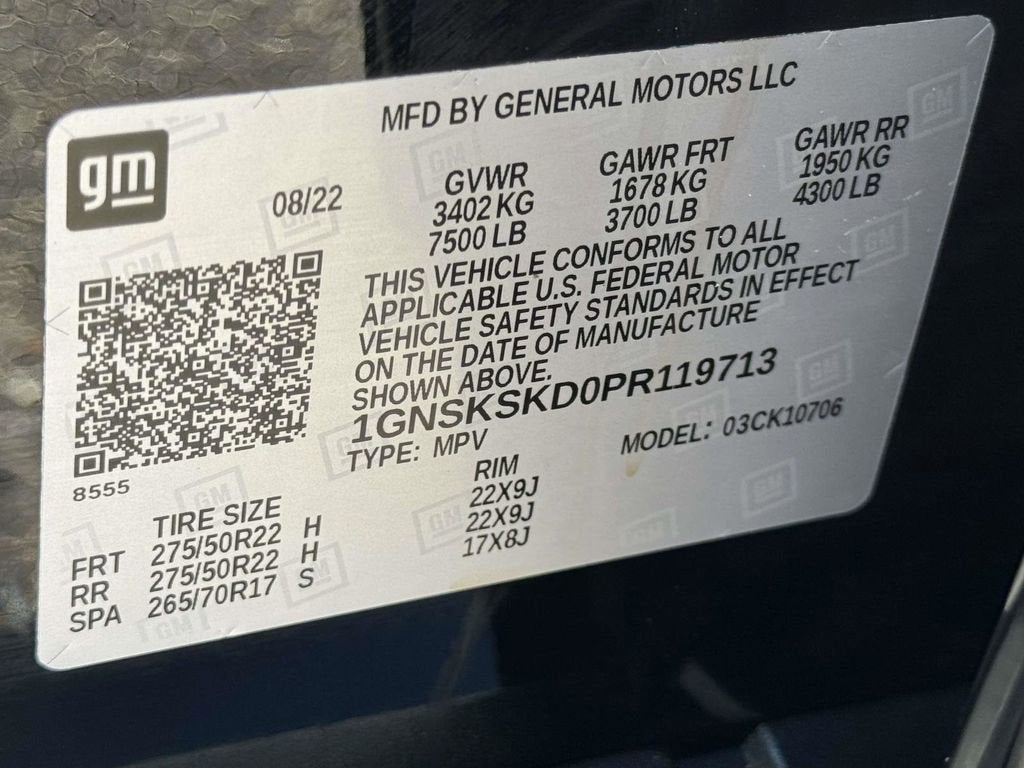 MFD BY GENERAL MOTORS LLC
gm
08/22
GVWR
3402 KG
7500 LB
GAWR FRT
1678 KG
3700 LB
GAWR RR
1950 KG
4300 LB
THIS VEHICLE CONFORMS TO ALL
APPLICABLE U.S. FEDERAL MOTOR
VEHICLE SAFETY STANDARDS IN EFFECT
ON THE DATE OF MANUFACTURE
SHOWN ABOVE.
1GNSKSKD0PR119713
TYPE: MPV MODEL: 03CK10706
8555
TIRE SIZE RIM
FRT 275/50R22 H 22X9J
RR 275/50R22 H 22X9J
SPA 265/70R17 S 17X8J